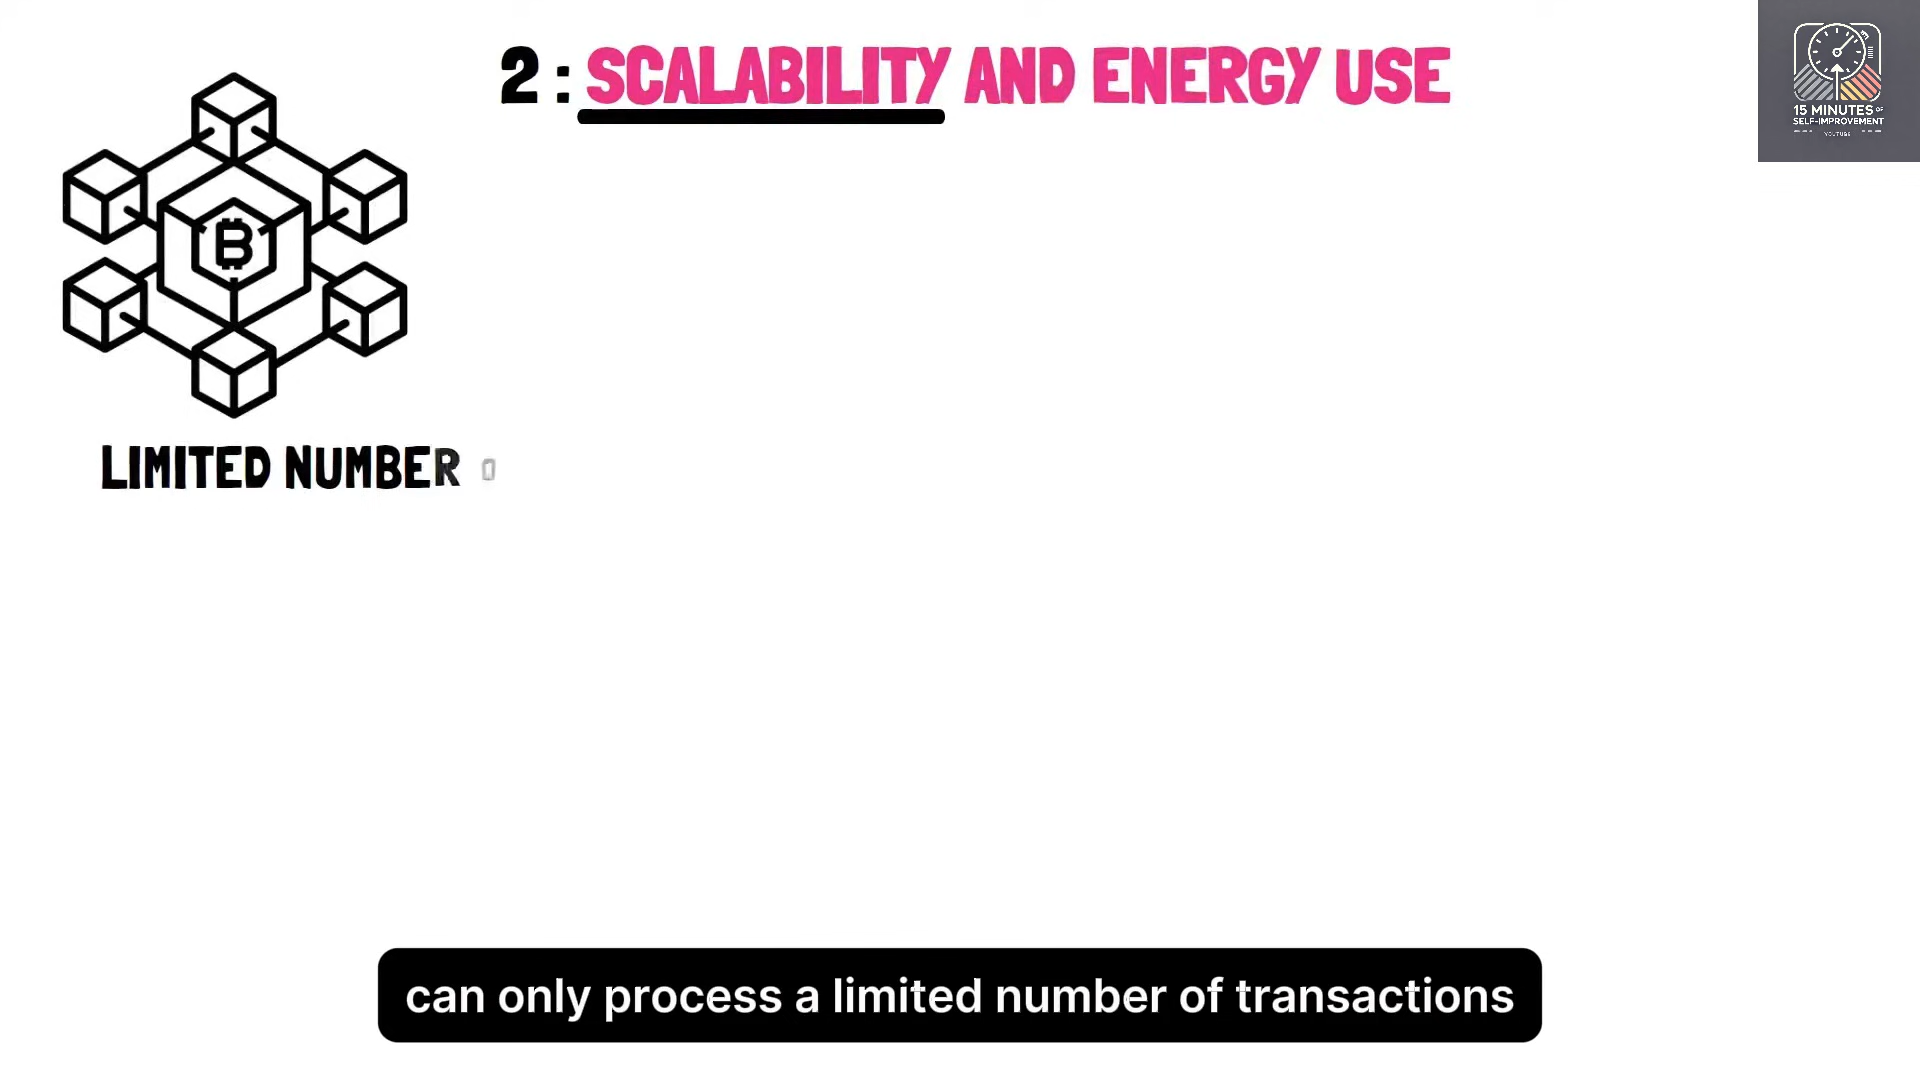 2 : SCALABILITY AND ENERGY USE
15 MINUTES OF
SELF-IMPROVEMENT
YOUTUBE
B
LIMITED NUMBER
can only process a limited number of transactions